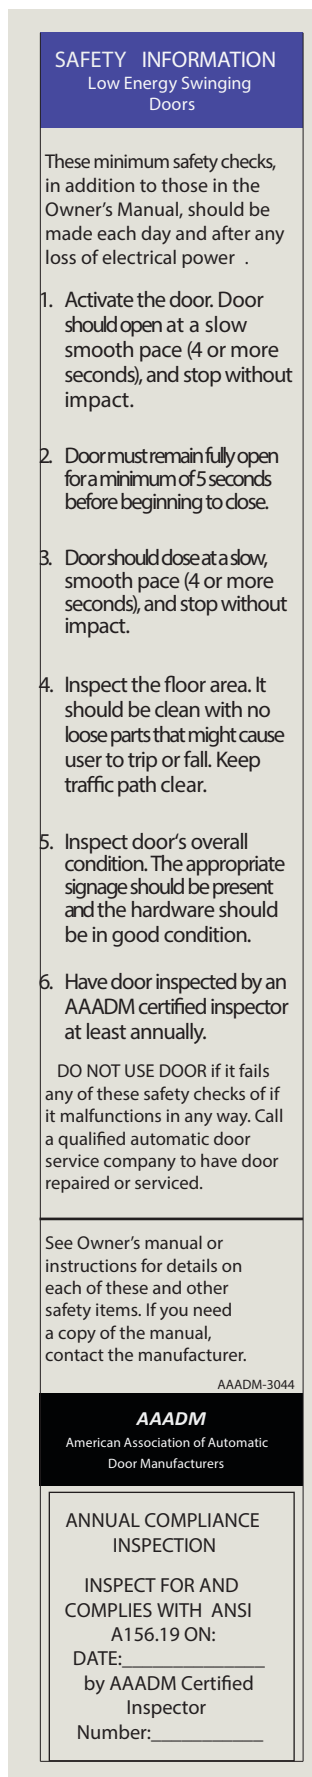 SAFETY INFORMATION
Low Energy Swinging
Doors
These minimum safety checks,
in addition to those in the
Owner's Manual, should be
made each day and after any
loss of electrical power .
1. Activate the door. Door
should open at a slow
smooth pace (4 or more
seconds), and stop without
impact.
2. Door must remain fully open
for a minimum of 5 seconds
before beginning to close.
3. Door should close at a slow,
smooth pace (4 or more
seconds), and stop without
impact.
4. Inspect the floor area. It
should be clean with no
loose parts that might cause
user to trip or fall. Keep
traffic path clear.
5. Inspect door's overall
condition. The appropriate
signage should be present
and the hardware should
be in good condition.
6. Have door inspected by an
AAADM certified inspector
at least annually.
DO NOT USE DOOR if it fails
any of these safety checks of if
it malfunctions in any way. Call
a qualified automatic door
service company to have door
repaired or serviced.
See Owner's manual or
instructions for details on
each of these and other
safety items. If you need
a copy of the manual,
contact the manufacturer.
AAADM-3044
AAADM
American Association of Automatic
Door Manufacturers
ANNUAL COMPLIANCE
INSPECTION
INSPECT FOR AND
COMPLIES WITH ANSI
A156.19 ON:
DATE:______________
by AAADM Certified
Inspector
Number:___________